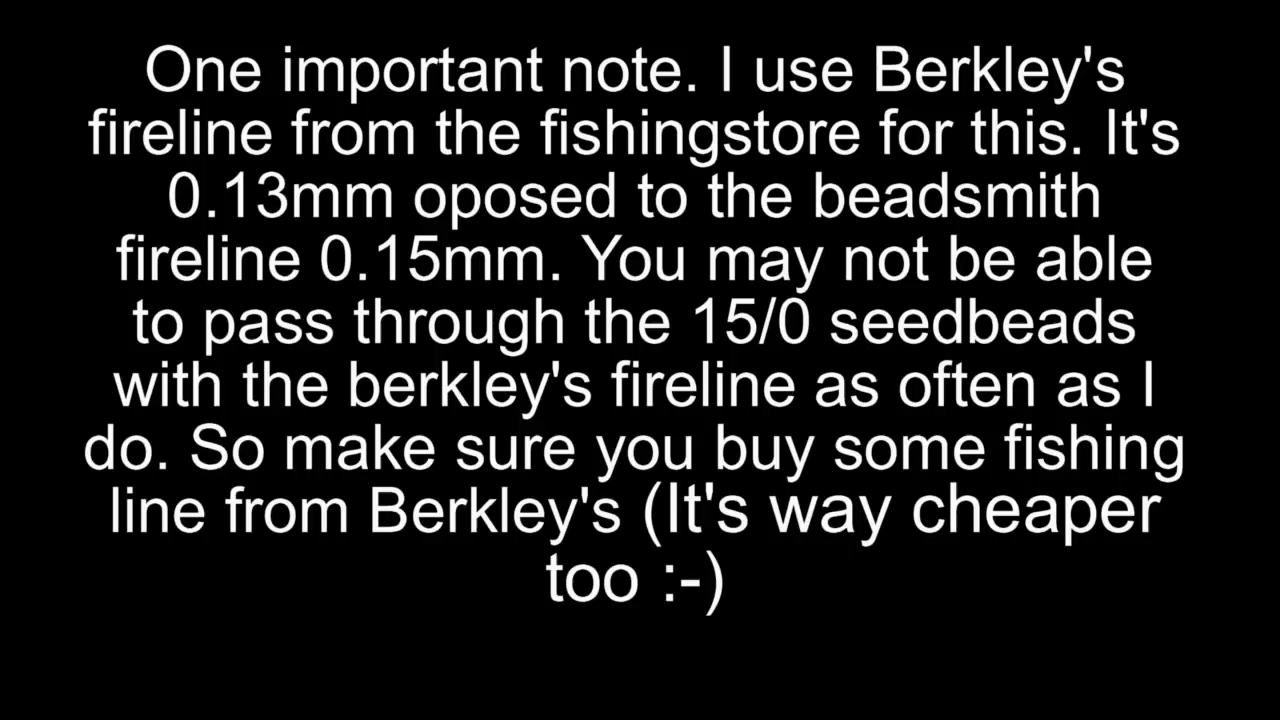 One important note. I use Berkley's
fireline from the fishingstore for this. It's
0.13mm oposed to the beadsmith
fireline 0.15mm. You may not be able
to pass through the 15/0 seedbeads
with the berkley's fireline as often as I
do. So make sure you buy some fishing
line from Berkley's (It's way cheaper
too :-)